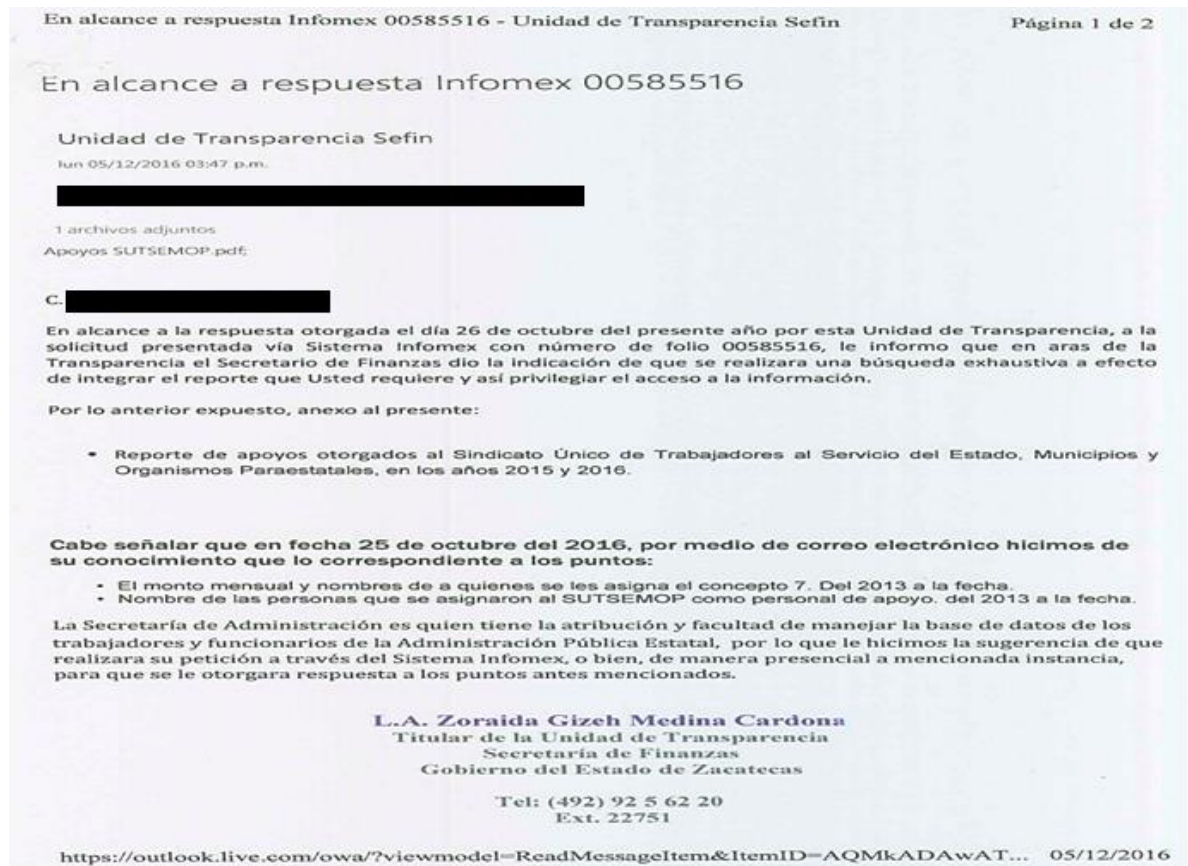 En alcance a respuesta Infomex 00585516 - Unidad de Transparencia Sefin Página 1 de 2
En alcance a respuesta Infomex 00585516
Unidad de Transparencia Sefin
lun 05/12/2016 03:47 p.m.
1 archivos adjuntos
Apoyos SUTSEMOP.pdf;
C.
En alcance a la respuesta otorgada el día 26 de octubre del presente año por esta Unidad de Transparencia, a la
solicitud presentada vía Sistema Infomex con número de folio 00585516, le informo que en aras de la
Transparencia el Secretario de Finanzas dio la indicación de que se realizara una búsqueda exhaustiva a efecto
de integrar el reporte que Usted requiere y así privilegiar el acceso a la información.
Por lo anterior expuesto, anexo al presente:
• Reporte de apoyos otorgados al Sindicato Único de Trabajadores al Servicio del Estado, Municipios y
Organismos Paraestatales, en los años 2015 y 2016.
Cabe señalar que en fecha 25 de octubre del 2016, por medio de correo electrónico hicimos de
su conocimiento que lo correspondiente a los puntos:
• El monto mensual y nombres de a quienes se les asigna el concepto 7. Del 2013 a la fecha.
• Nombre de las personas que se asignaron al SUTSEMOP como personal de apoyo. del 2013 a la fecha.
La Secretaría de Administración es quien tiene la atribución y facultad de manejar la base de datos de los
trabajadores y funcionarios de la Administración Pública Estatal, por lo que le hicimos la sugerencia de que
realizara su petición a través del Sistema Infomex, o bien, de manera presencial a mencionada instancia,
para que se le otorgara respuesta a los puntos antes mencionados.
L.A. Zoraida Gizeh Medina Cardona
Titular de la Unidad de Transparencia
Secretaría de Finanzas
Gobierno del Estado de Zacatecas
Tel: (492) 92 5 62 20
Ext. 22751
https://outlook.live.com/owa/?viewmodel=ReadMessageItem&ItemID=AQMkADAwAT... 05/12/2016